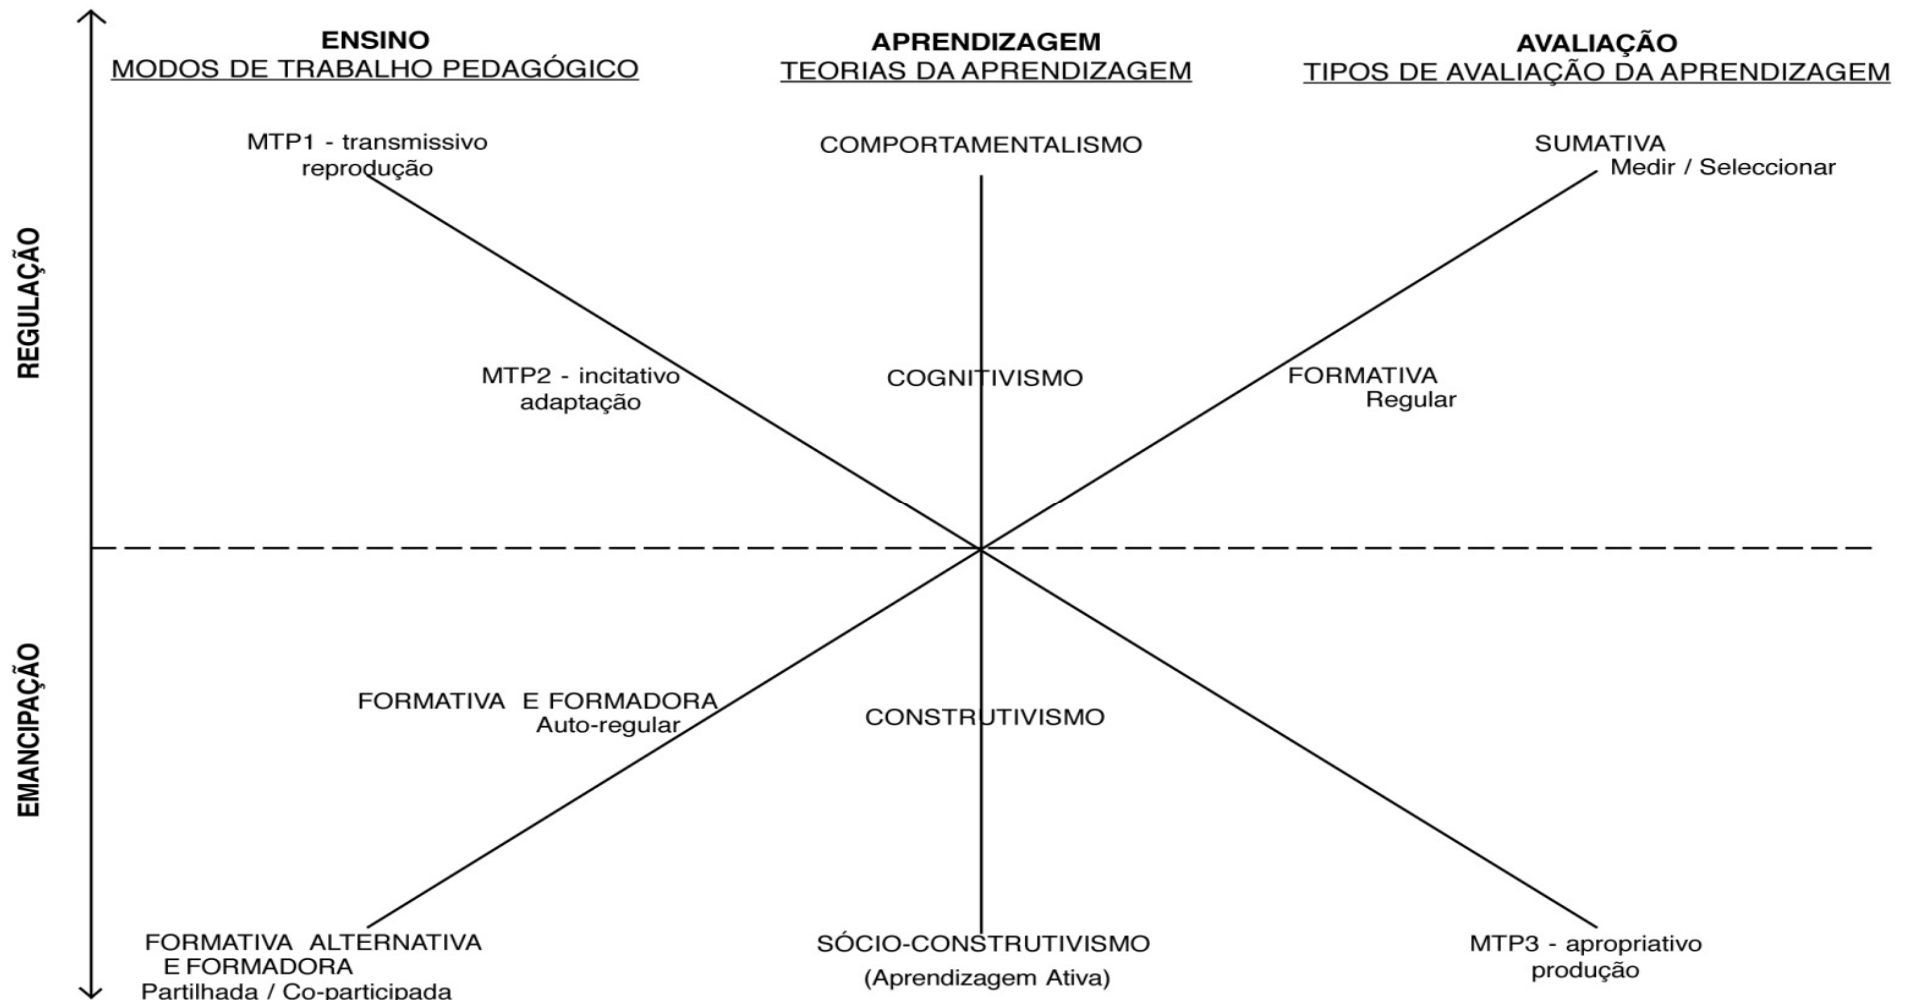 ENSINO
MODOS DE TRABALHO PEDAGÓGICO
APRENDIZAGEM
TEORIAS DA APRENDIZAGEM
AVALIAÇÃO
TIPOS DE AVALIAÇÃO DA APRENDIZAGEM
MTP1 - transmissivo
reprodução
COMPORTAMENTALISMO
SUMATIVA
Medir / Seleccionar
REGULAÇÃO
MTP2 - incitativo
adaptação
COGNITIVISMO
FORMATIVA
Regular
EMANCIPAÇÃO
FORMATIVA E FORMADORA
Auto-regular
CONSTRUTIVISMO
FORMATIVA ALTERNATIVA
E FORMADORA
Partilhada / Co-participada
SÓCIO-CONSTRUTIVISMO
(Aprendizagem Ativa)
MTP3 - apropriativo
produção